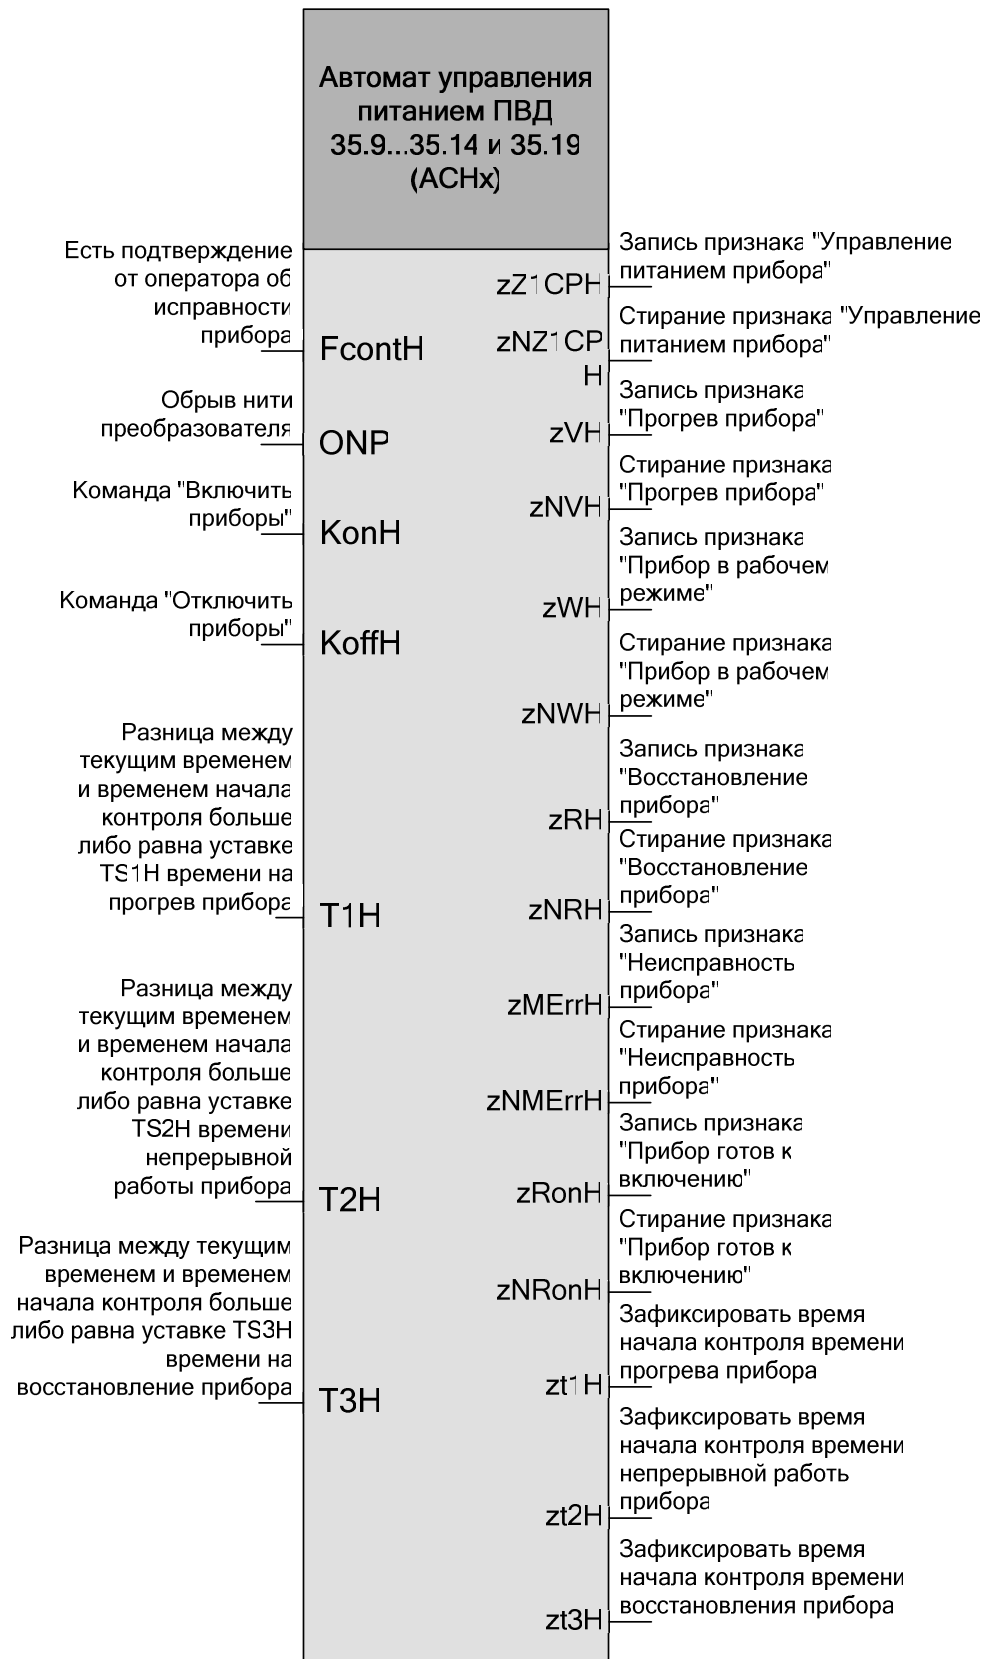 Автомат управления
питанием ПВД
35.9...35.14 и 35.19
(АСНх)
Есть подтверждение
от оператора об
исправности
прибора
FcontH
Обрыв нити
преобразователя
ONP
Команда "Включить
приборы"
KonH
Команда "Отключить
приборы"
KoffH
Разница между
текущим временем
и временем начала
контроля больше
либо равна уставке
TS1H времени на
прогрев прибора
T1H
Разница между
текущим временем
и временем начала
контроля больше
либо равна уставке
TS2H времени
непрерывной
работы прибора
T2H
Разница между текущим
временем и временем
начала контроля больше
либо равна уставке TS3H
времени на
восстановление прибора
T3H
Запись признака "Управление
питанием прибора"
zZ1CPH
Стирание признака "Управление
питанием прибора"
zNZ1CP
H
Запись признака
"Прогрев прибора"
zVH
Стирание признака
"Прогрев прибора"
zNVH
Запись признака
"Прибор в рабочем
режиме"
zWH
Стирание признака
"Прибор в рабочем
режиме"
zNWH
Запись признака
"Восстановление
прибора"
zRH
Стирание признака
"Восстановление
прибора"
zNRH
Запись признака
"Неисправность
прибора"
zMErrH
Стирание признака
"Неисправность
прибора"
zNMErrH
Запись признака
"Прибор готов к
включению"
zRonH
Стирание признака
"Прибор готов к
включению"
zNRonH
Зафиксировать время
начала контроля времени
прогрева прибора
zt1H
Зафиксировать время
начала контроля времени
непрерывной работь
прибора
zt2H
Зафиксировать время
начала контроля времени
восстановления прибора
zt3H